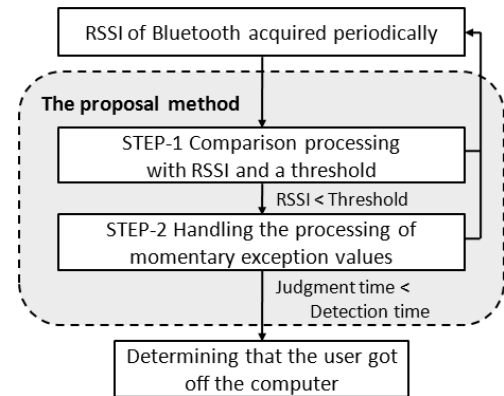 RSSI of Bluetooth acquired periodically
The proposal method
STEP-1 Comparison processing
with RSSI and a threshold
RSSI < Threshold
STEP-2 Handling the processing of
momentary exception values
Judgment time <
Detection time
Determining that the user got
off the computer